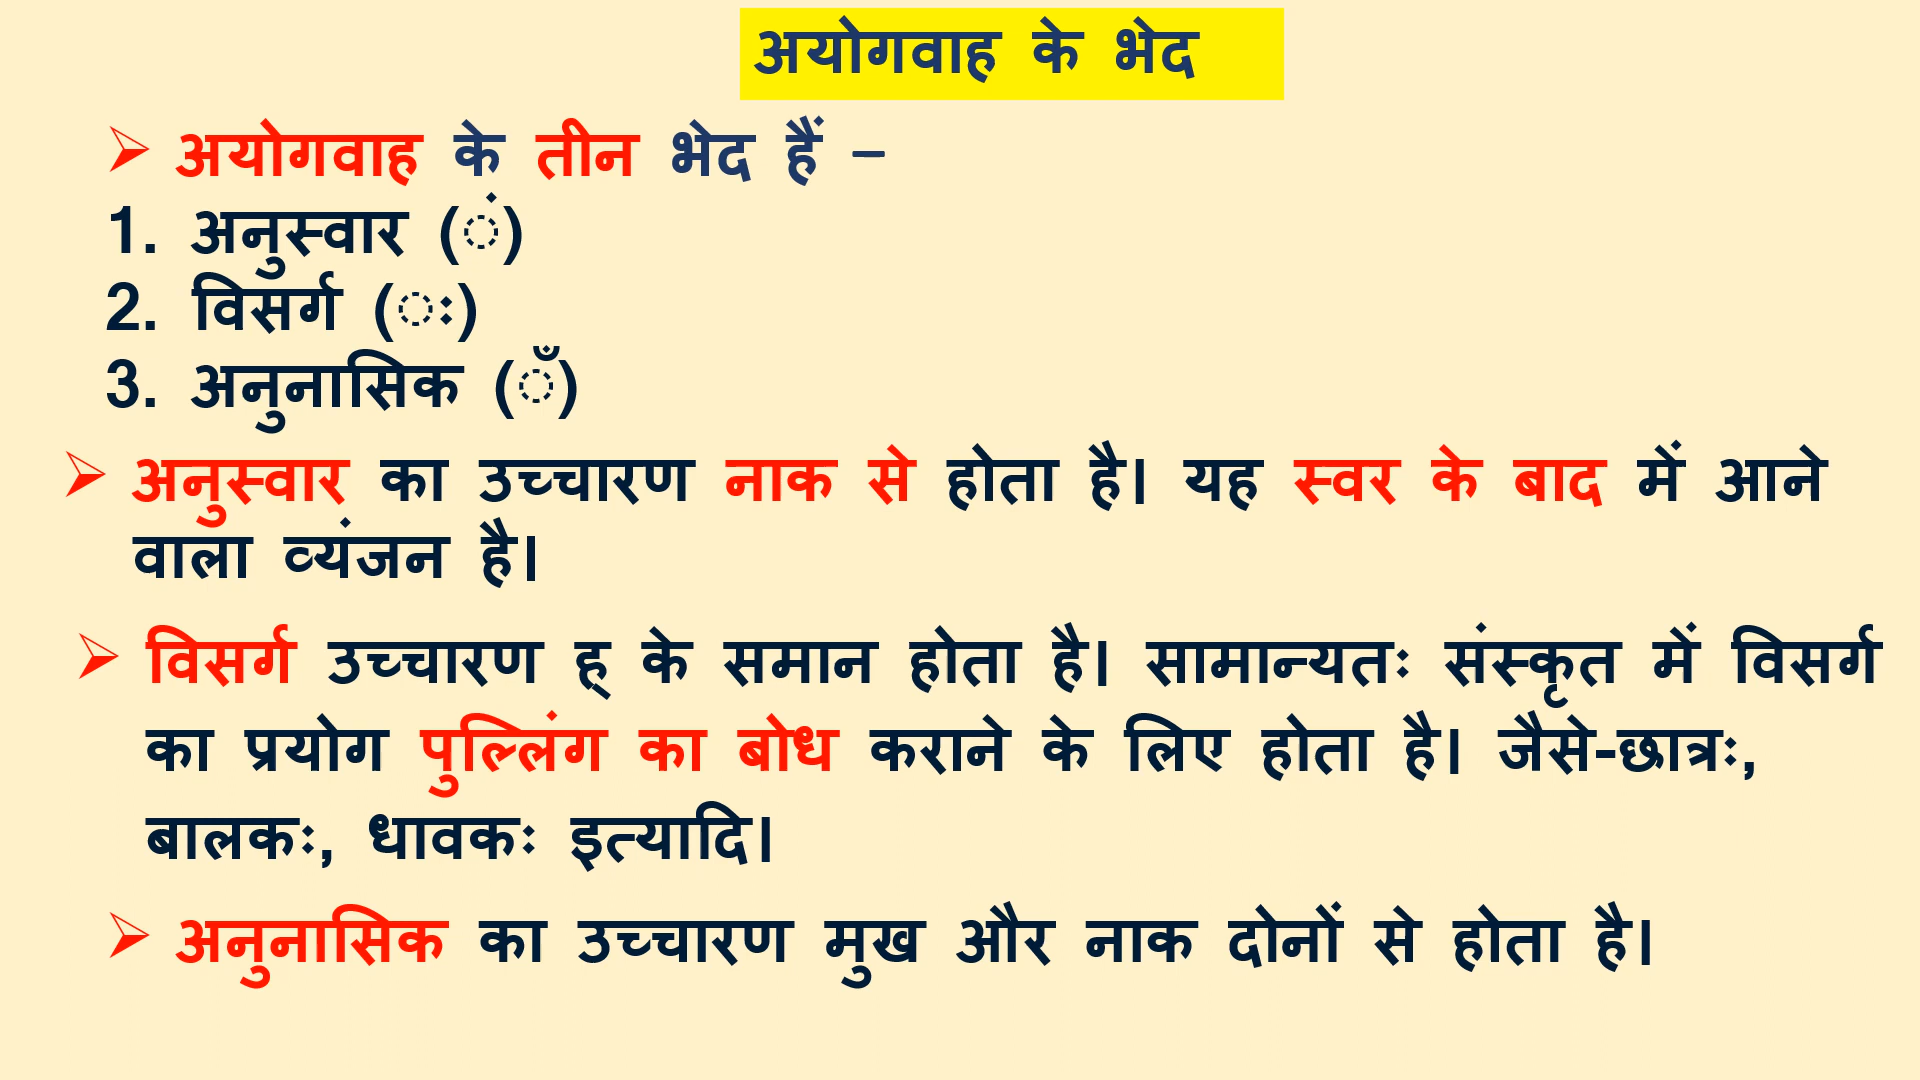 अयोगवाह के भेद
➢ अयोगवाह के तीन भेद हैं –
1. अनुस्वार (ं)
2. विसर्ग (ः)
3. अनुनासिक (ँ)
➢ अनुस्वार का उच्चारण नाक से होता है। यह स्वर के बाद में आने
वाला व्यंजन है।
➢ विसर्ग उच्चारण ह् के समान होता है। सामान्यतः संस्कृत में विसर्ग
का प्रयोग पुल्लिंग का बोध कराने के लिए होता है। जैसे-छात्रः,
बालकः, धावकः इत्यादि।
➢ अनुनासिक का उच्चारण मुख और नाक दोनों से होता है।